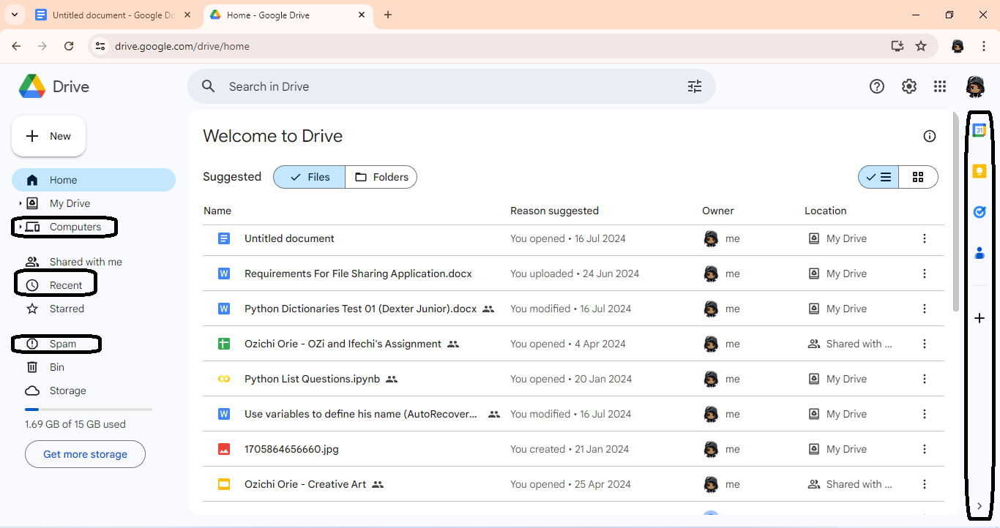 Untitled document - Google Do
Home - Google Drive
drive.google.com/drive/home
Drive
Search in Drive
New
Welcome to Drive
31
Suggested
Files
Folders
Home
My Drive
Computers
Shared with me
Recent
Starred
Spam
Bin
Storage
1.69 GB of 15 GB used
Get more storage
Name Reason suggested Owner Location
Untitled document You opened • 16 Jul 2024 me My Drive
W Requirements For File Sharing Application.docx You uploaded • 24 Jun 2024 me My Drive
W Python Dictionaries Test 01 (Dexter Junior).docx You modified • 16 Jul 2024 me My Drive
Ozichi Orie - OZi and Ifechi's Assignment You opened • 4 Apr 2024 me Shared with ...
Python List Questions.ipynb You opened • 20 Jan 2024 me My Drive
W Use variables to define his name (AutoRecover... You modified • 16 Jul 2024 me My Drive
1705864656660.jpg You created • 21 Jan 2024 me My Drive
Ozichi Orie - Creative Art You opened • 25 Apr 2024 me Shared with ...